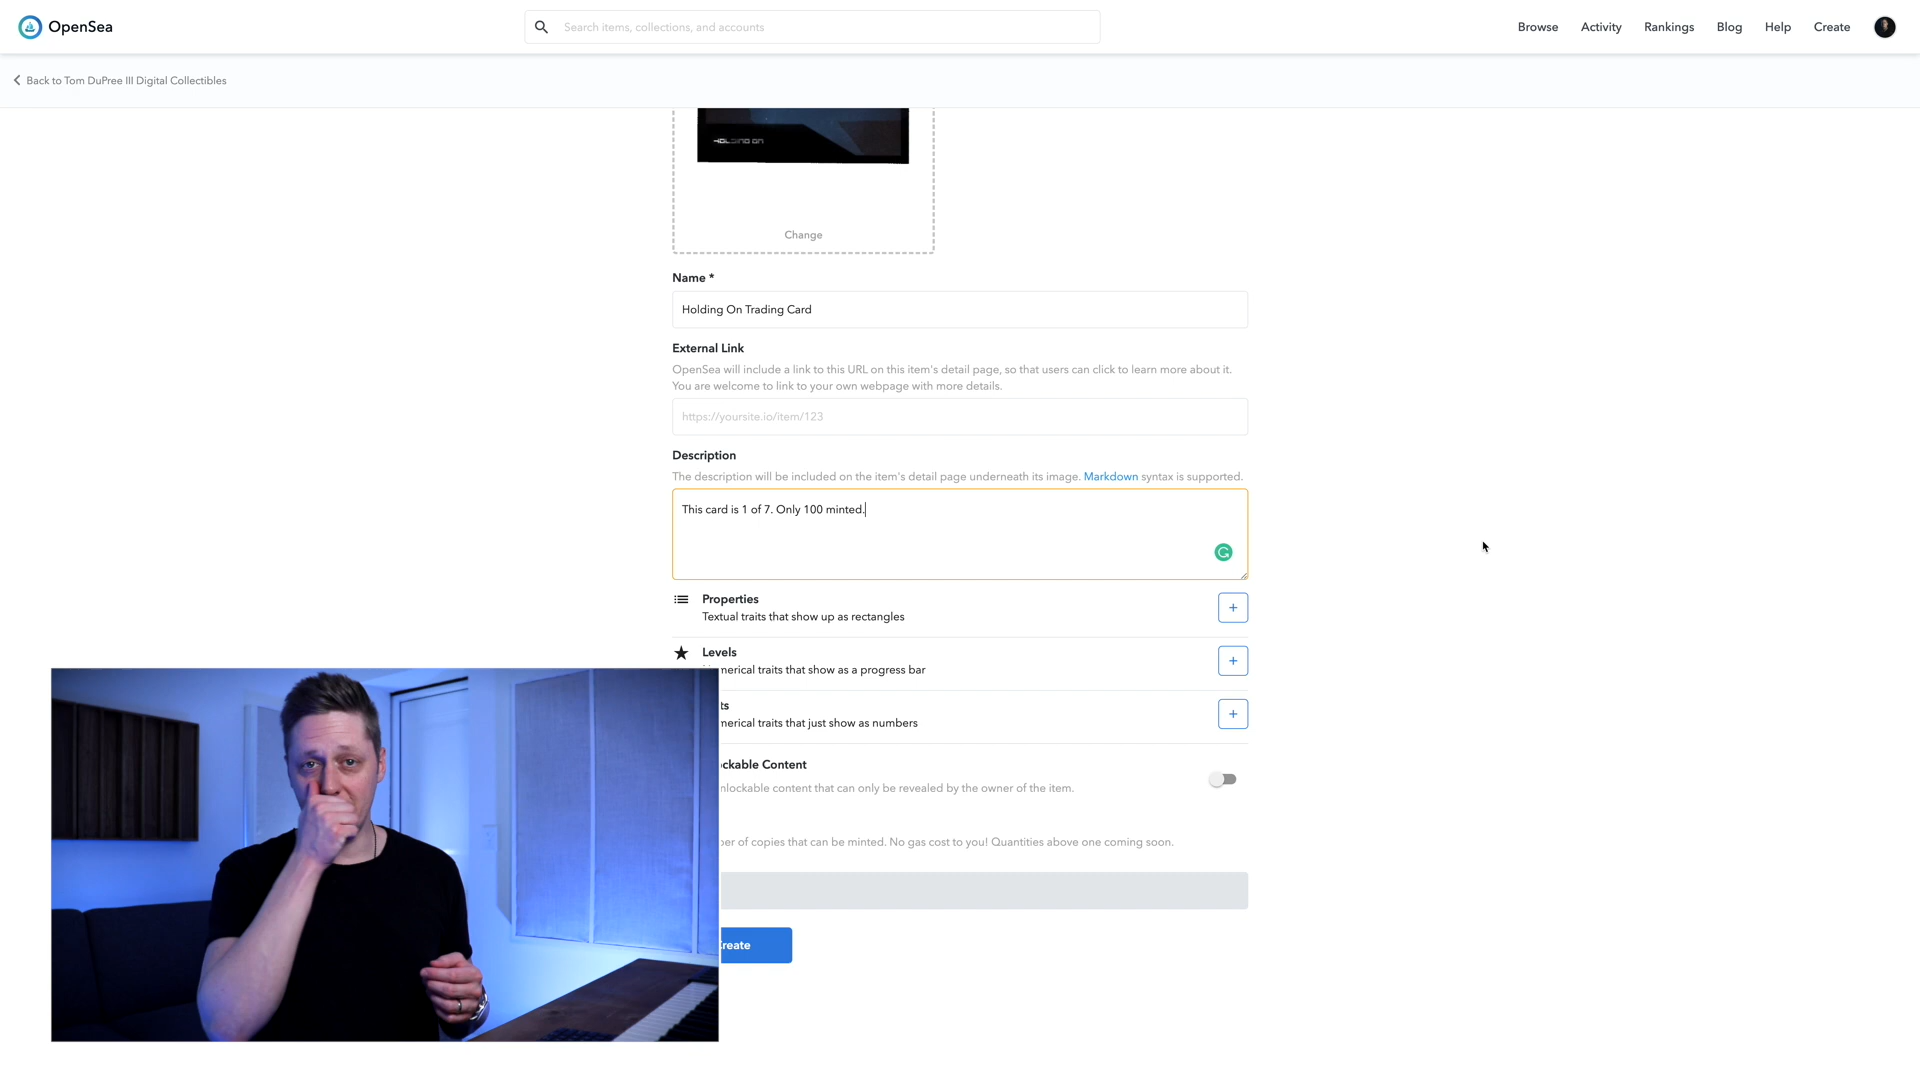 OpenSea
Search items, collections, and accounts
Browse
Activity
Rankings
Blog
Help
Create
Back to Tom DuPree III Digital Collectibles
HOLDING ON
Change
Name *
Holding On Trading Card
External Link
OpenSea will include a link to this URL on this item's detail page, so that users can click to learn more about it.
You are welcome to link to your own webpage with more details.
https://yoursite.io/item/123
Description
The description will be included on the item's detail page underneath its image. Markdown syntax is supported.
This card is 1 of 7. Only 100 minted.
Properties
Textual traits that show up as rectangles
+
Levels
merical traits that show as a progress bar
+
ts
merical traits that just show as numbers
+
ockable Content
nlockable content that can only be revealed by the owner of the item.
ber of copies that can be minted. No gas cost to you! Quantities above one coming soon.
reate